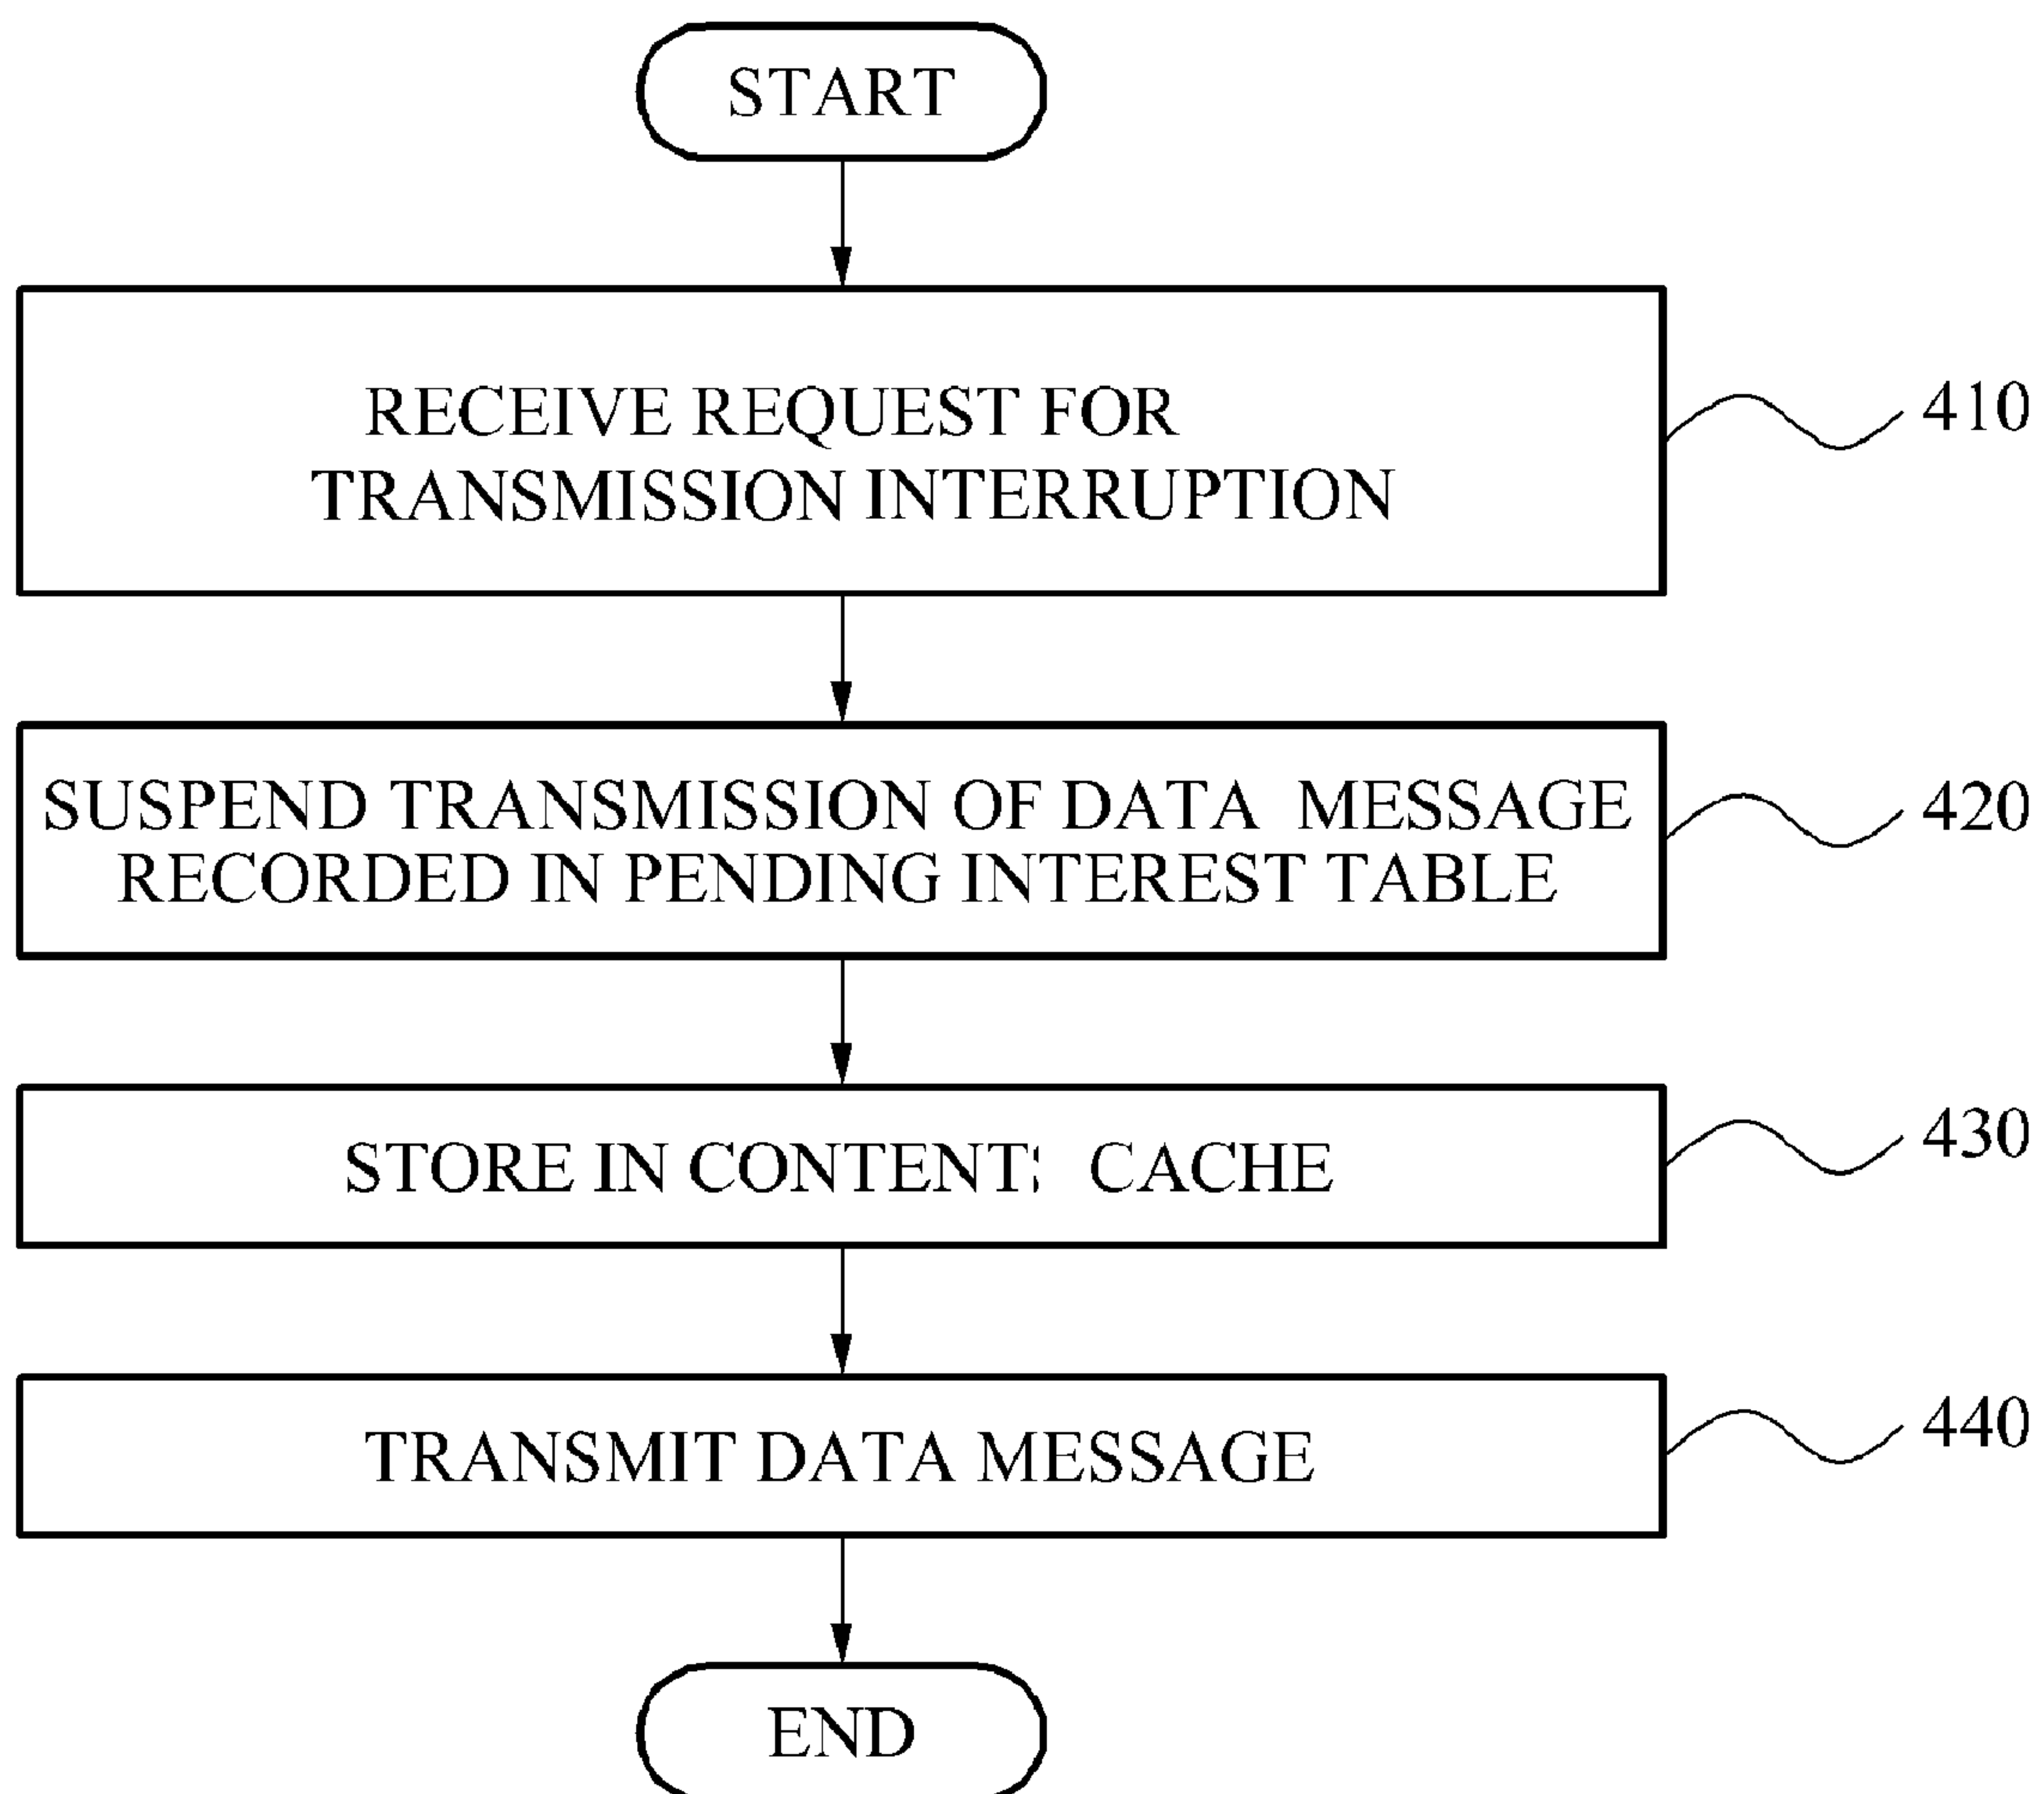 START
RECEIVE REQUEST FOR
TRANSMISSION INTERRUPTION
410
SUSPEND TRANSMISSION OF DATA MESSAGE
RECORDED IN PENDING INTEREST TABLE
420
STORE IN CONTENT CACHE
430
TRANSMIT DATA MESSAGE
440
END